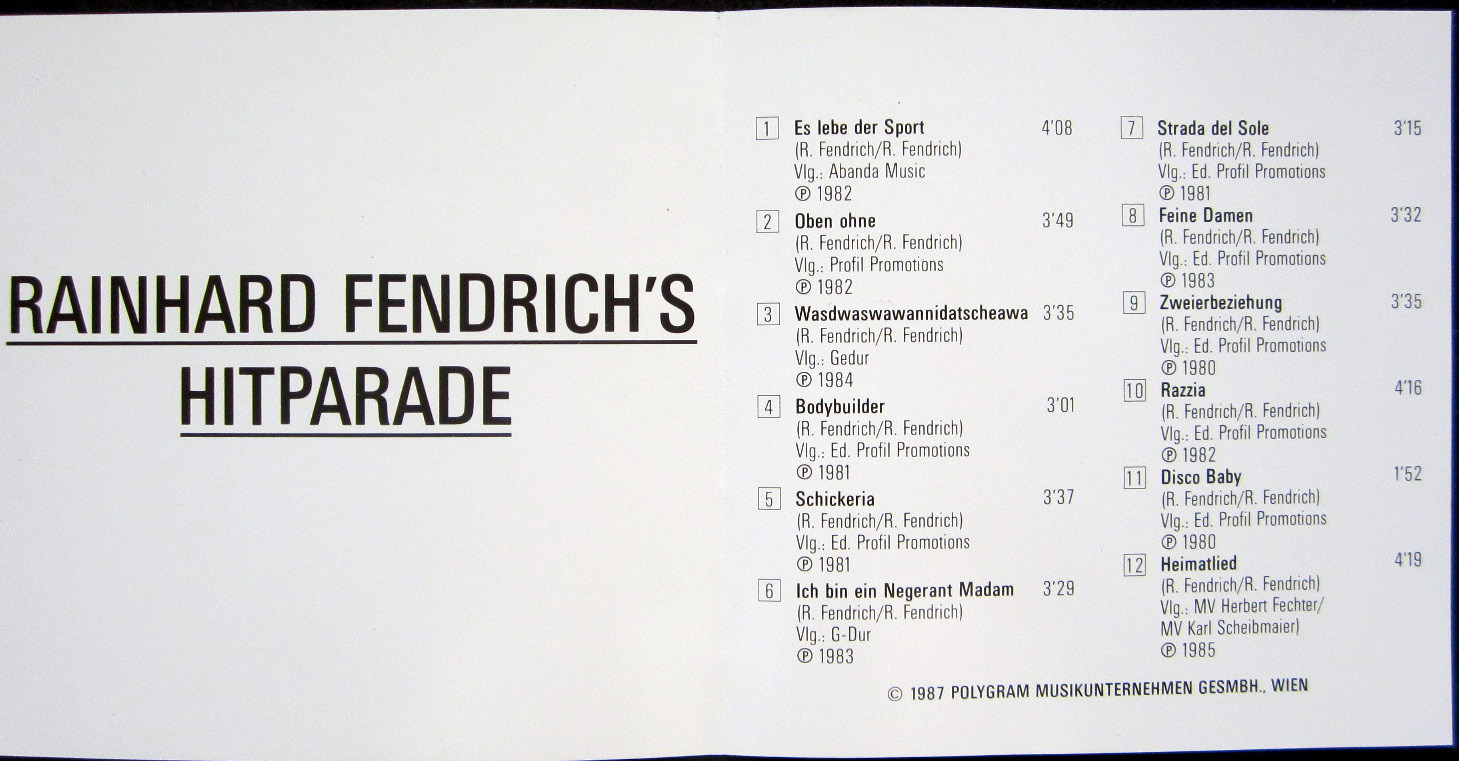 RAINHARD FENDRICH'S
HITPARADE
1 Es lebe der Sport 4'08
(R. Fendrich/R. Fendrich)
Vlg.: Abanda Music
℗ 1982
2 Oben ohne 3'49
(R. Fendrich/R. Fendrich)
Vlg.: Profil Promotions
℗ 1982
3 Wasdwaswawannidatscheawa 3'35
(R. Fendrich/R. Fendrich)
Vlg.: Gedur
℗ 1984
4 Bodybuilder 3'01
(R. Fendrich/R. Fendrich)
Vlg.: Ed. Profil Promotions
℗ 1981
5 Schickeria 3'37
(R. Fendrich/R. Fendrich)
Vlg.: Ed. Profil Promotions
℗ 1981
6 Ich bin ein Negerant Madam 3'29
(R. Fendrich/R. Fendrich)
Vlg.: G-Dur
℗ 1983
7 Strada del Sole 3'15
(R. Fendrich/R. Fendrich)
Vlg.: Ed. Profil Promotions
℗ 1981
8 Feine Damen 3'32
(R. Fendrich/R. Fendrich)
Vlg.: Ed. Profil Promotions
℗ 1983
9 Zweierbeziehung 3'35
(R. Fendrich/R. Fendrich)
Vlg.: Ed. Profil Promotions
℗ 1980
10 Razzia 4'16
(R. Fendrich/R. Fendrich)
Vlg.: Ed. Profil Promotions
℗ 1982
11 Disco Baby 1'52
(R. Fendrich/R. Fendrich)
Vlg.: Ed. Profil Promotions
℗ 1980
12 Heimatlied 4'19
(R. Fendrich/R. Fendrich)
Vlg.: MV Herbert Fechter/
MV Karl Scheibmaier)
℗ 1985
© 1987 POLYGRAM MUSIKUNTERNEHMEN GESMBH., WIEN